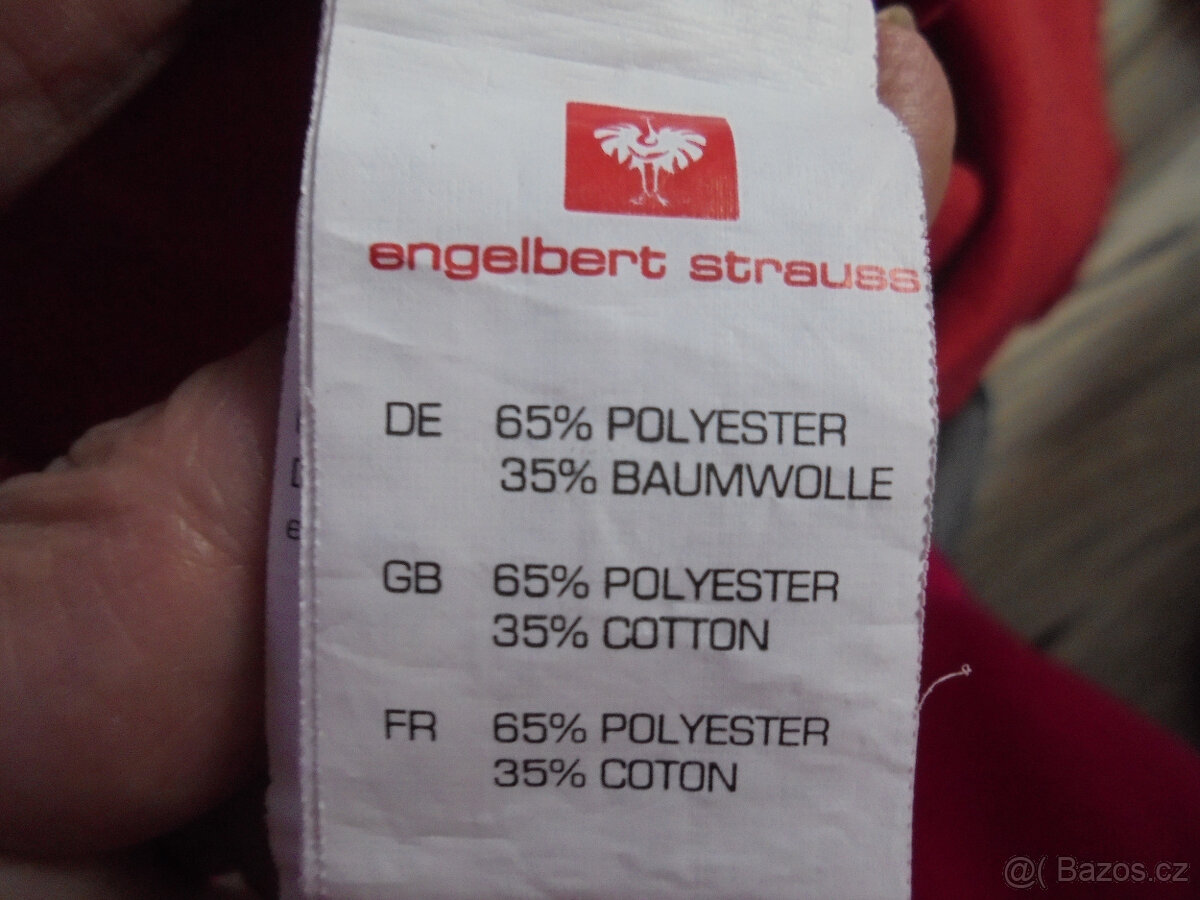 engelbert strauss
DE 65% POLYESTER
35% BAUMWOLLE
GB 65% POLYESTER
35% COTTON
FR 65% POLYESTER
35% COTON
@( Bazos.cz